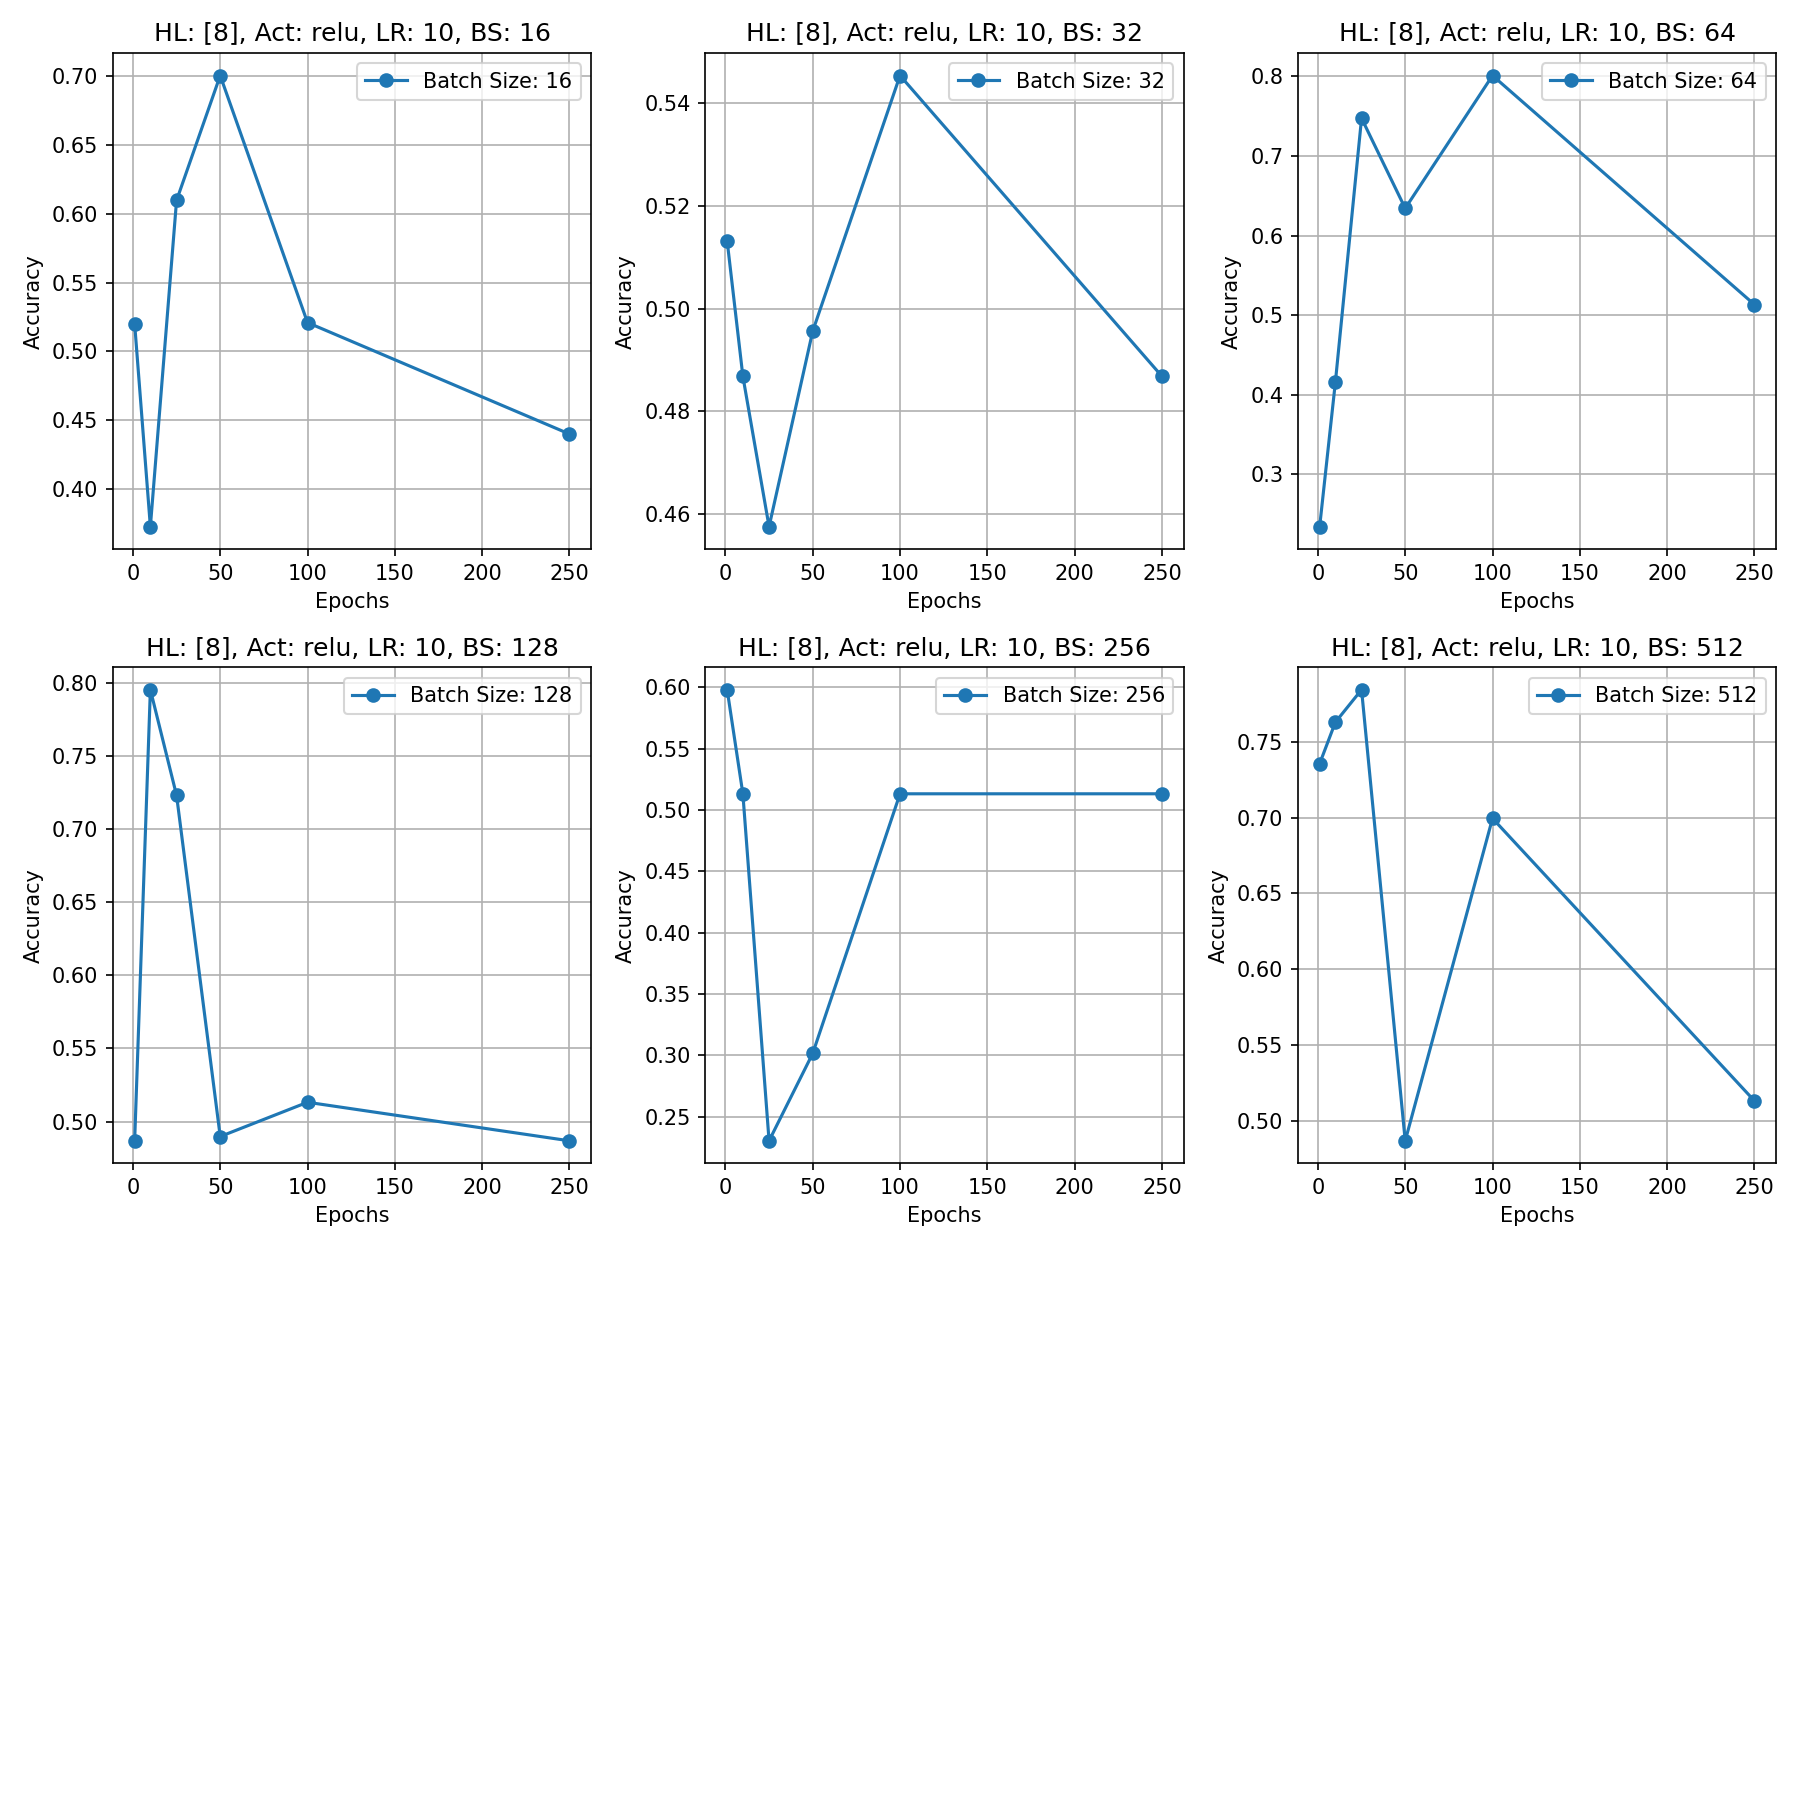 HL: [8], Act: relu, LR: 10, BS: 16
Batch Size: 16
Accuracy
0.70
0.65
0.60
0.55
0.50
0.45
0.40
0 50 100 150 200 250
Epochs
HL: [8], Act: relu, LR: 10, BS: 32
Batch Size: 32
Accuracy
0.54
0.52
0.50
0.48
0.46
0 50 100 150 200 250
Epochs
HL: [8], Act: relu, LR: 10, BS: 64
Batch Size: 64
Accuracy
0.8
0.7
0.6
0.5
0.4
0.3
0 50 100 150 200 250
Epochs
HL: [8], Act: relu, LR: 10, BS: 128
Batch Size: 128
Accuracy
0.80
0.75
0.70
0.65
0.60
0.55
0.50
0 50 100 150 200 250
Epochs
HL: [8], Act: relu, LR: 10, BS: 256
Batch Size: 256
Accuracy
0.60
0.55
0.50
0.45
0.40
0.35
0.30
0.25
0 50 100 150 200 250
Epochs
HL: [8], Act: relu, LR: 10, BS: 512
Batch Size: 512
Accuracy
0.75
0.70
0.65
0.60
0.55
0.50
0 50 100 150 200 250
Epochs